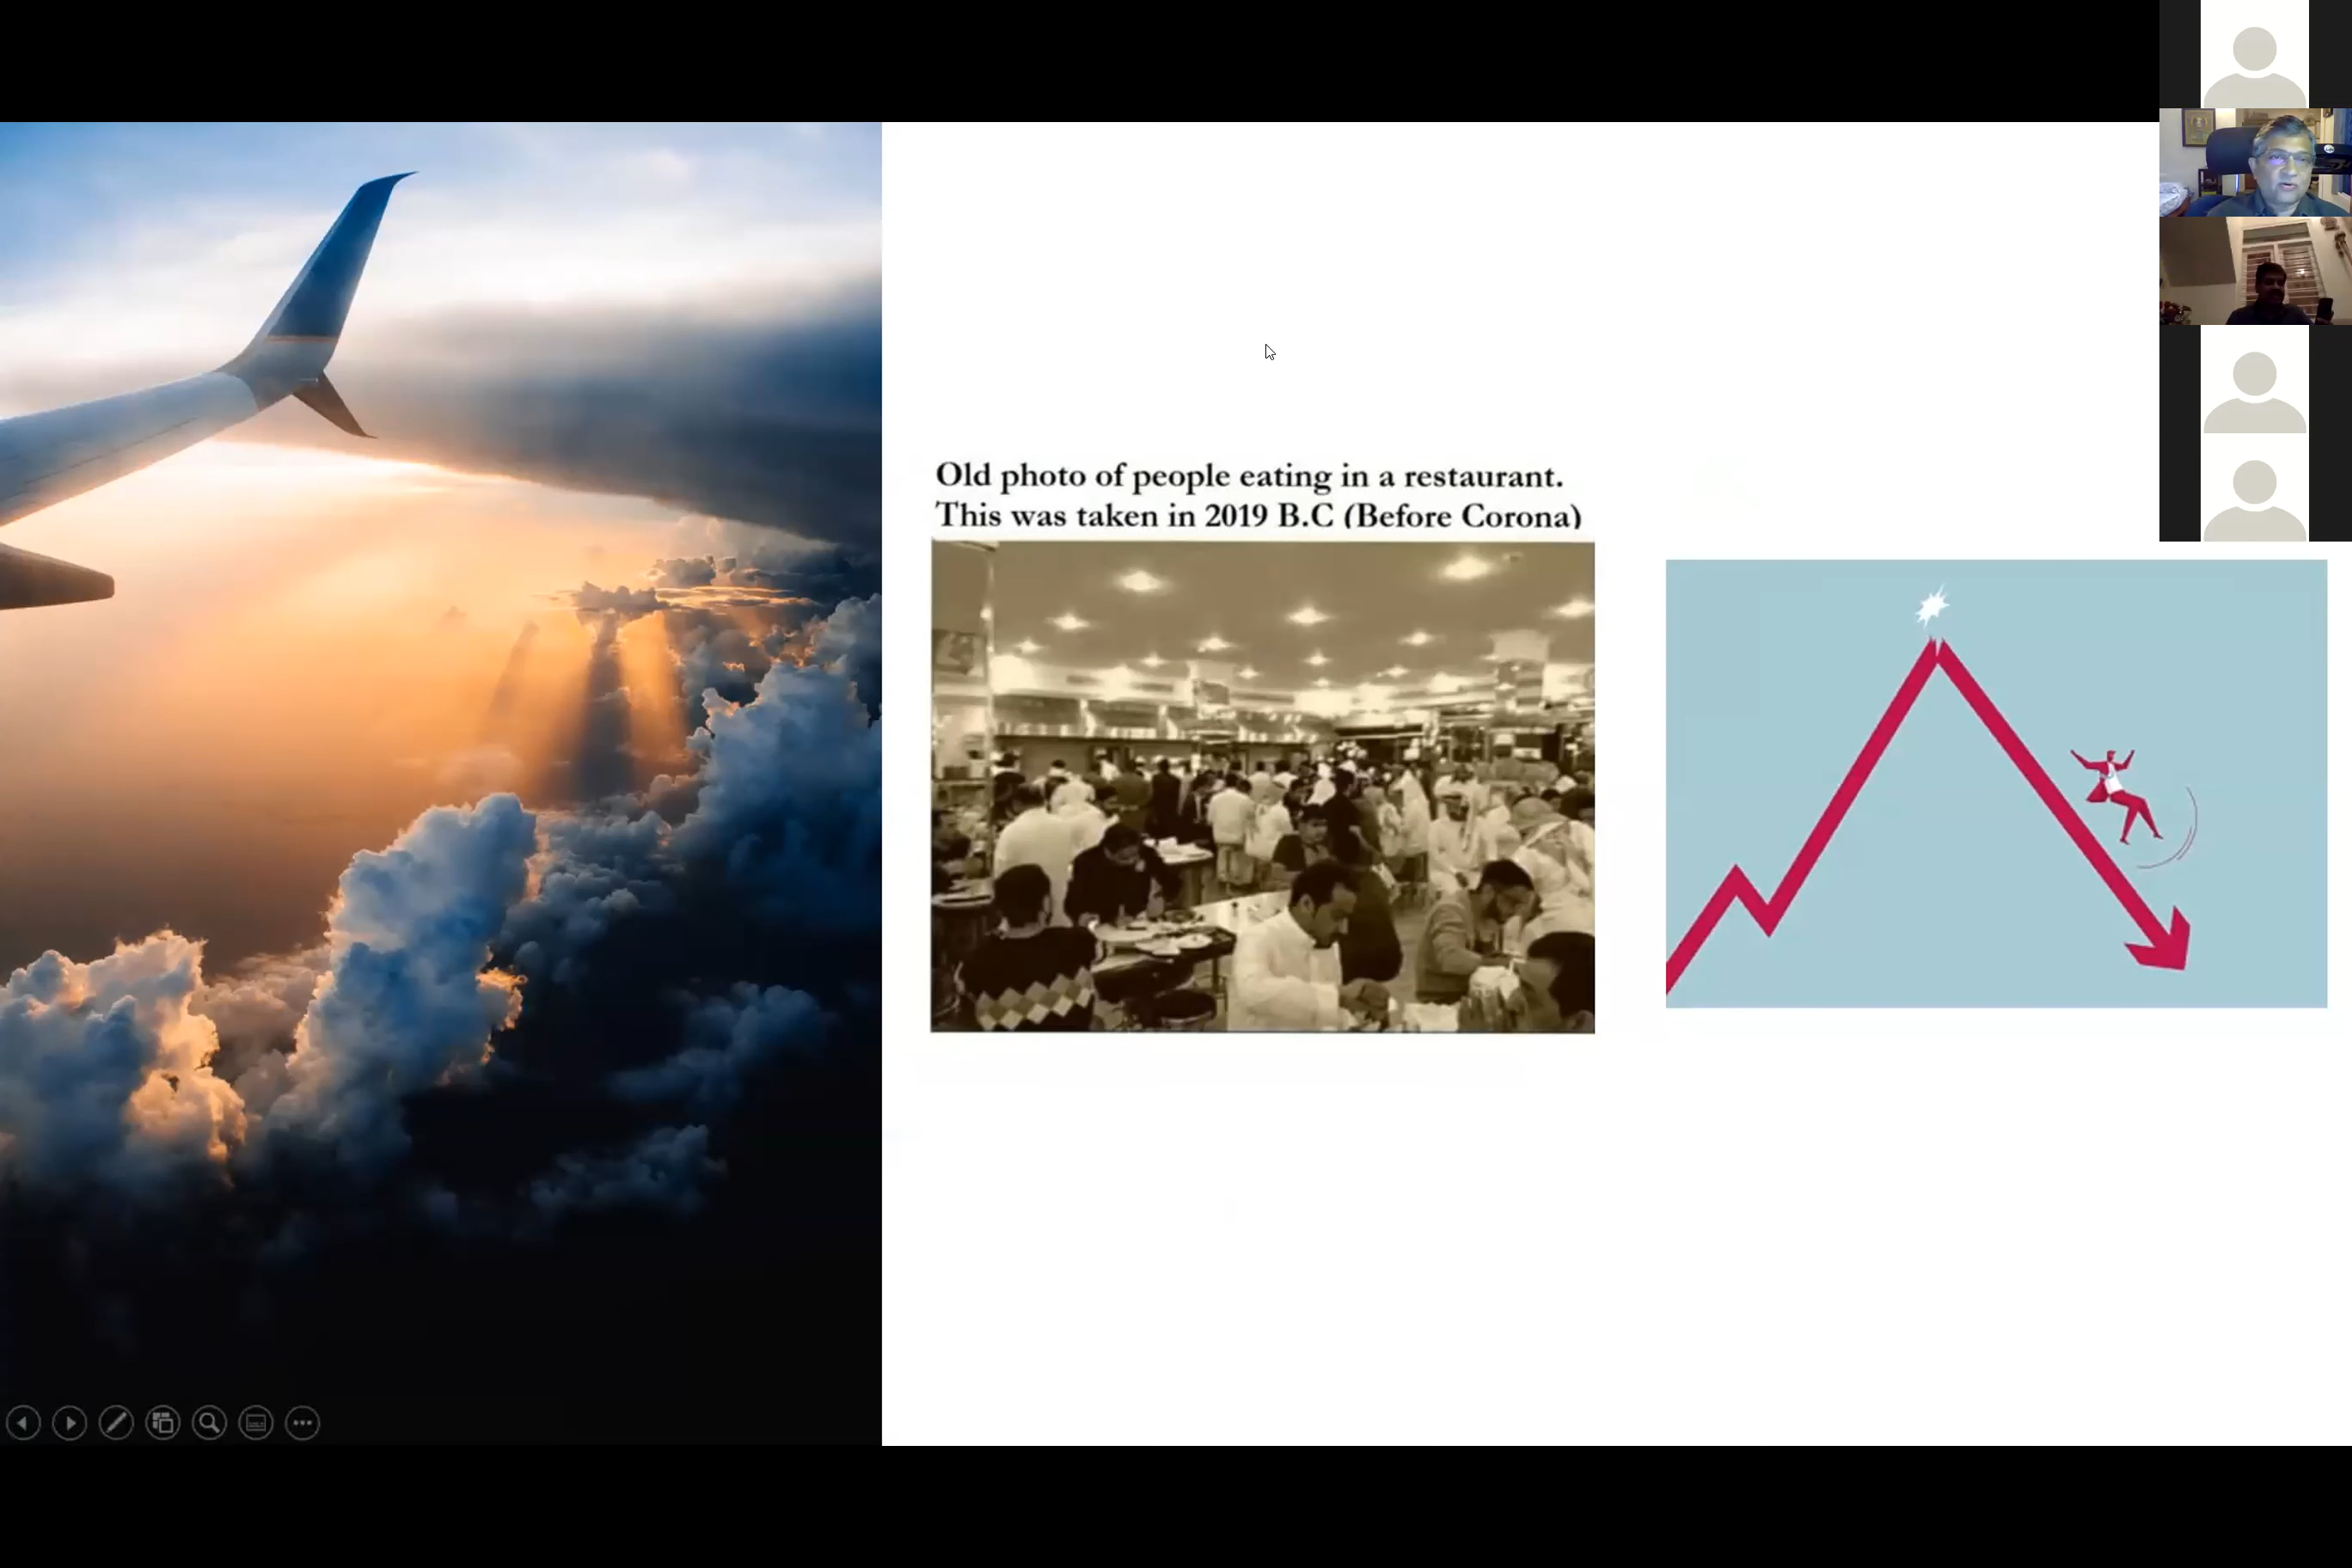 Old photo of people eating in a restaurant.
This was taken in 2019 B.C (Before Corona)